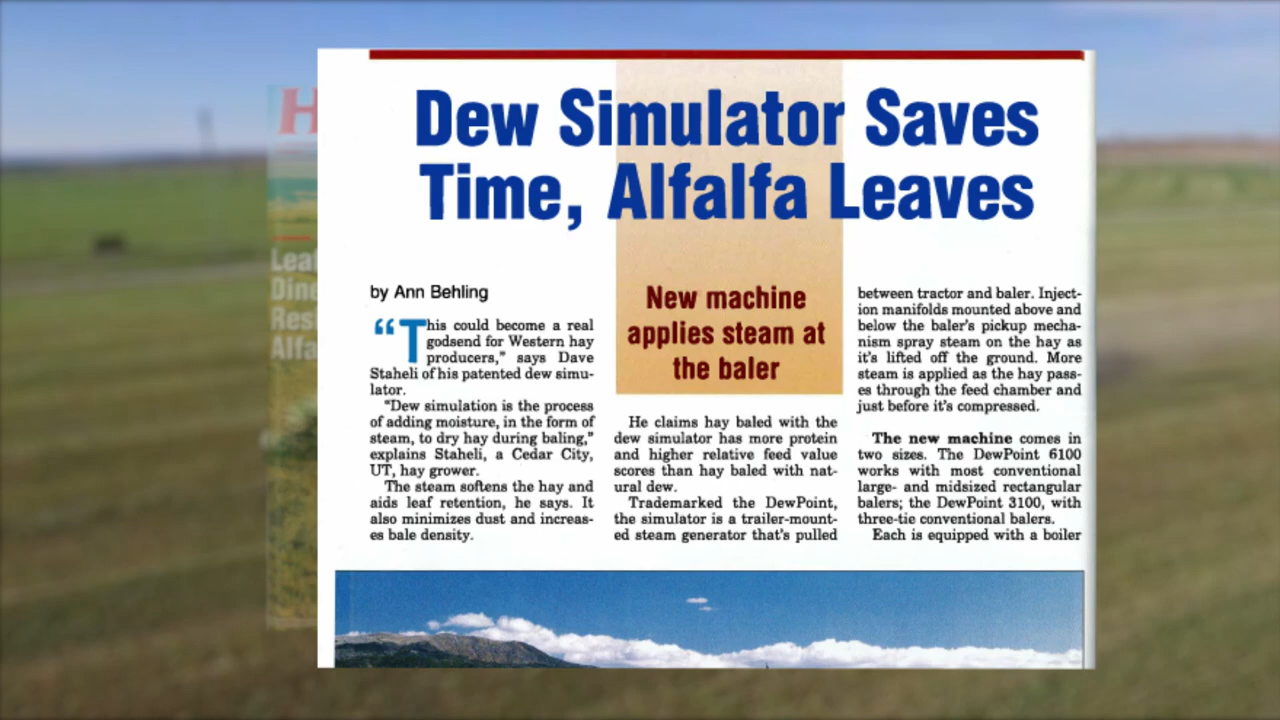 Dew Simulator Saves
Time, Alfalfa Leaves
by Ann Behling
"This could become a real
godsend for Western hay
producers," says Dave
Staheli of his patented dew simu-
lator.
"Dew simulation is the process
of adding moisture, in the form of
steam, to dry hay during baling,"
explains Staheli, a Cedar City,
UT, hay grower.
The steam softens the hay and
aids leaf retention, he says. It
also minimizes dust and increas-
es bale density.
New machine
applies steam at
the baler
He claims hay baled with the
dew simulator has more protein
and higher relative feed value
scores than hay baled with nat-
ural dew.
Trademarked the DewPoint,
the simulator is a trailer-mount-
ed steam generator that's pulled
between tractor and baler. Inject-
ion manifolds mounted above and
below the baler's pickup mecha-
nism spray steam on the hay as
it's lifted off the ground. More
steam is applied as the hay pass-
es through the feed chamber and
just before it's compressed.
The new machine comes in
two sizes. The DewPoint 6100
works with most conventional
large- and midsized rectangular
balers; the DewPoint 3100, with
three-tie conventional balers.
Each is equipped with a boiler